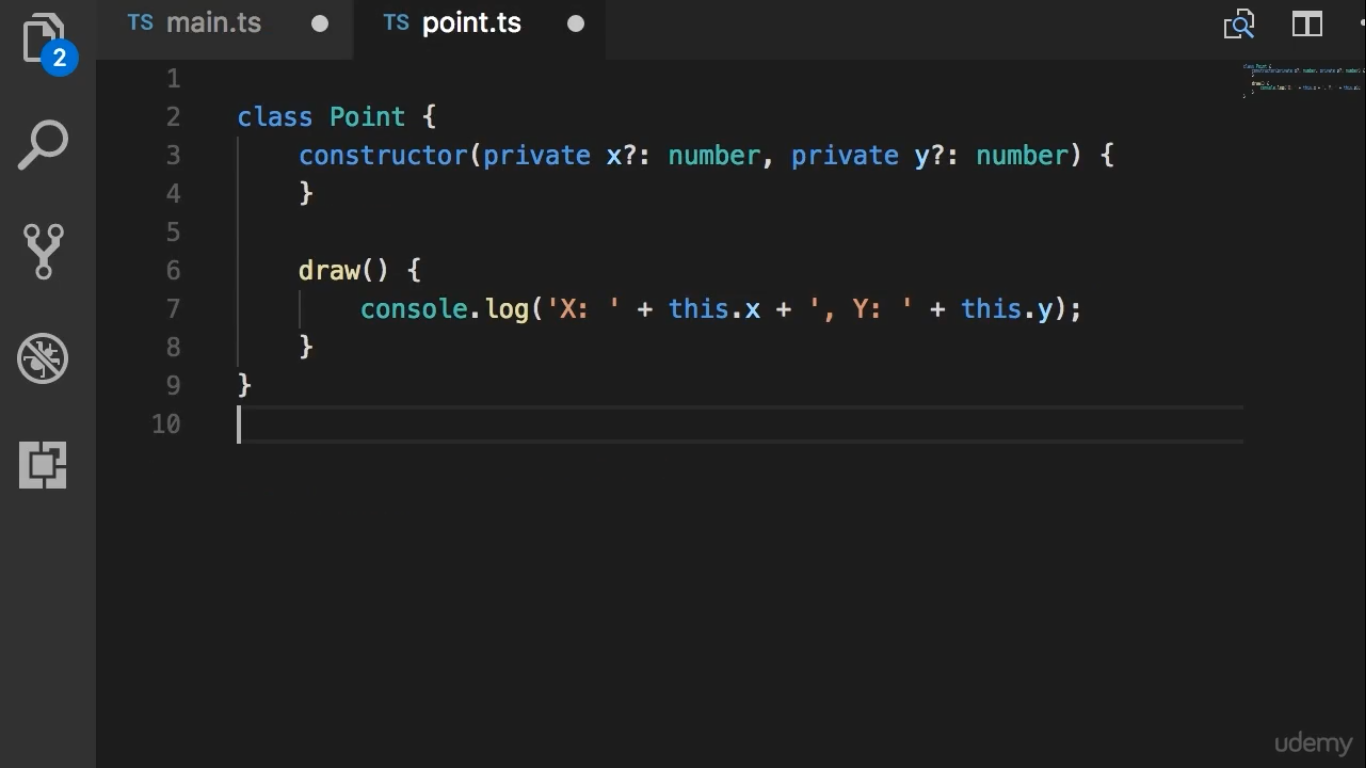 TS main.ts TS point.ts
2
1
2 class Point {
3 constructor(private x?: number, private y?: number) {
4 }
5
6 draw() {
7 console.log('X: ' + this.x + ', Y: ' + this.y);
8 }
9 }
10
udemy